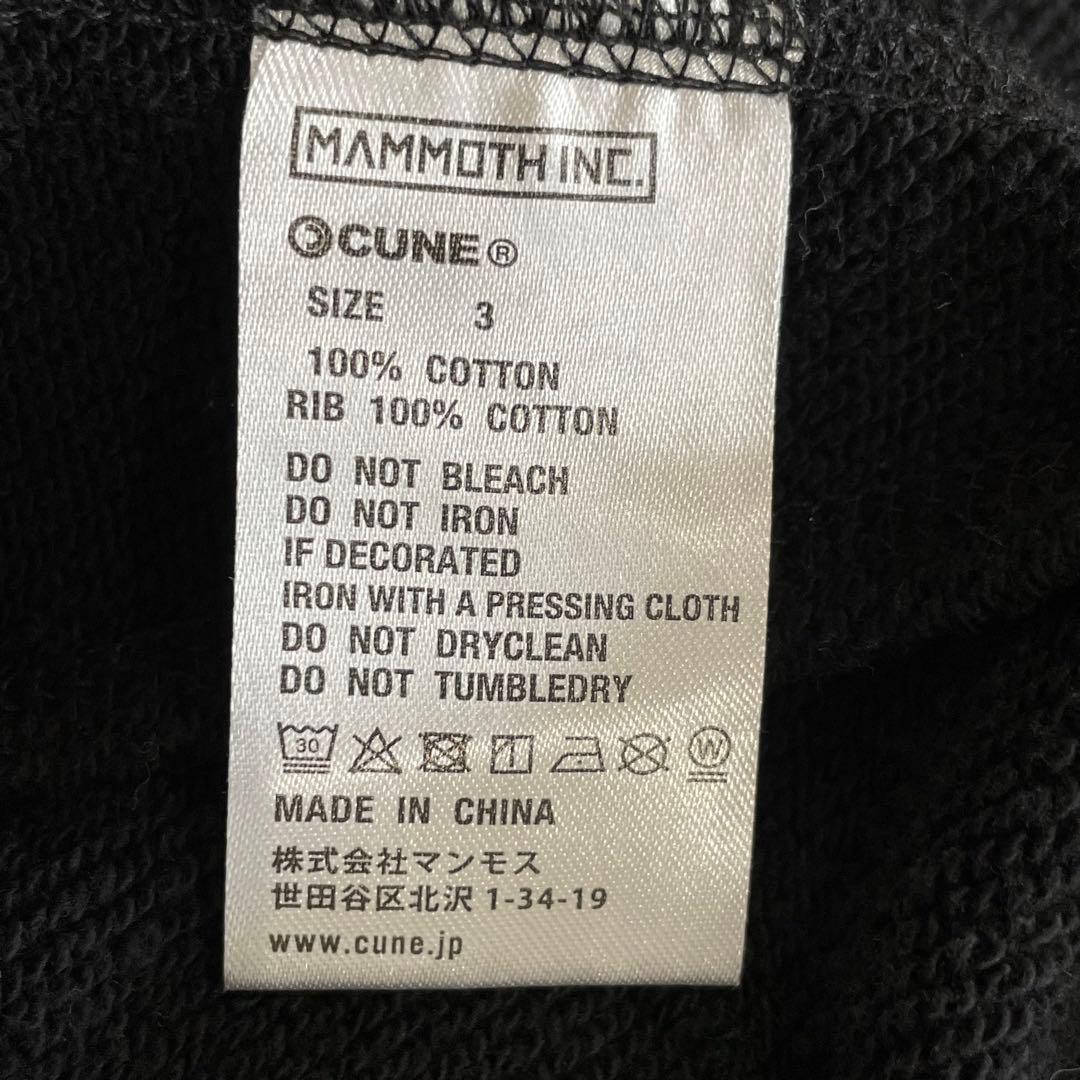 MAMMOTH INC.
CUNE®
SIZE 3
100% COTTON
RIB 100% COTTON
DO NOT BLEACH
DO NOT IRON
IF DECORATED
IRON WITH A PRESSING CLOTH
DO NOT DRYCLEAN
DO NOT TUMBLEDRY
30 W
MADE IN CHINA
株式会社マンモス
世田谷区北沢 1-34-19
www.cune.jp